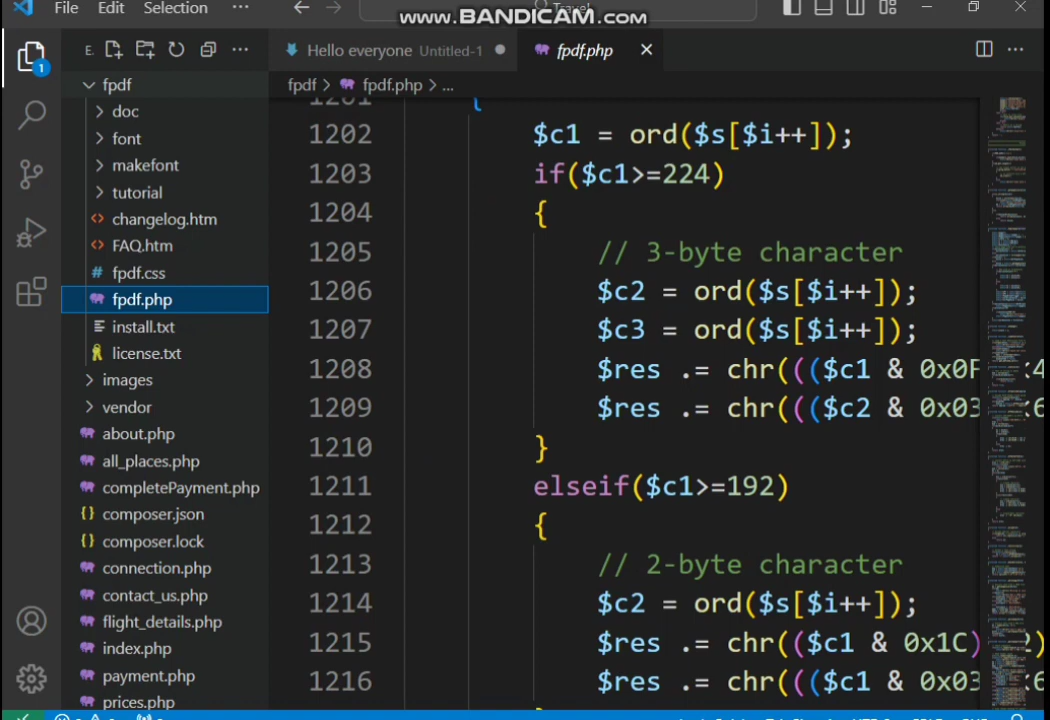 File Edit Selection ...
www.BANDICAM.com
Travel
E.
Hello everyone Untitled-1
fpdf.php
fpdf > fpdf.php > ...
1
fpdf
doc
font
makefont
tutorial
changelog.htm
FAQ.htm
fpdf.css
fpdf.php
install.txt
license.txt
images
vendor
about.php
all_places.php
completePayment.php
composer.json
composer.lock
connection.php
contact_us.php
flight_details.php
index.php
payment.php
prices.php
1201 {
1202 $c1 = ord($s[$i++]);
1203 if($c1>=224)
1204 {
1205 // 3-byte character
1206 $c2 = ord($s[$i++]);
1207 $c3 = ord($s[$i++]);
1208 $res .= chr((($c1 & 0x0F
1209 $res .= chr((($c2 & 0x03
1210 }
1211 elseif($c1>=192)
1212 {
1213 // 2-byte character
1214 $c2 = ord($s[$i++]);
1215 $res .= chr(($c1 & 0x1C)
1216 $res .= chr((($c1 & 0x03